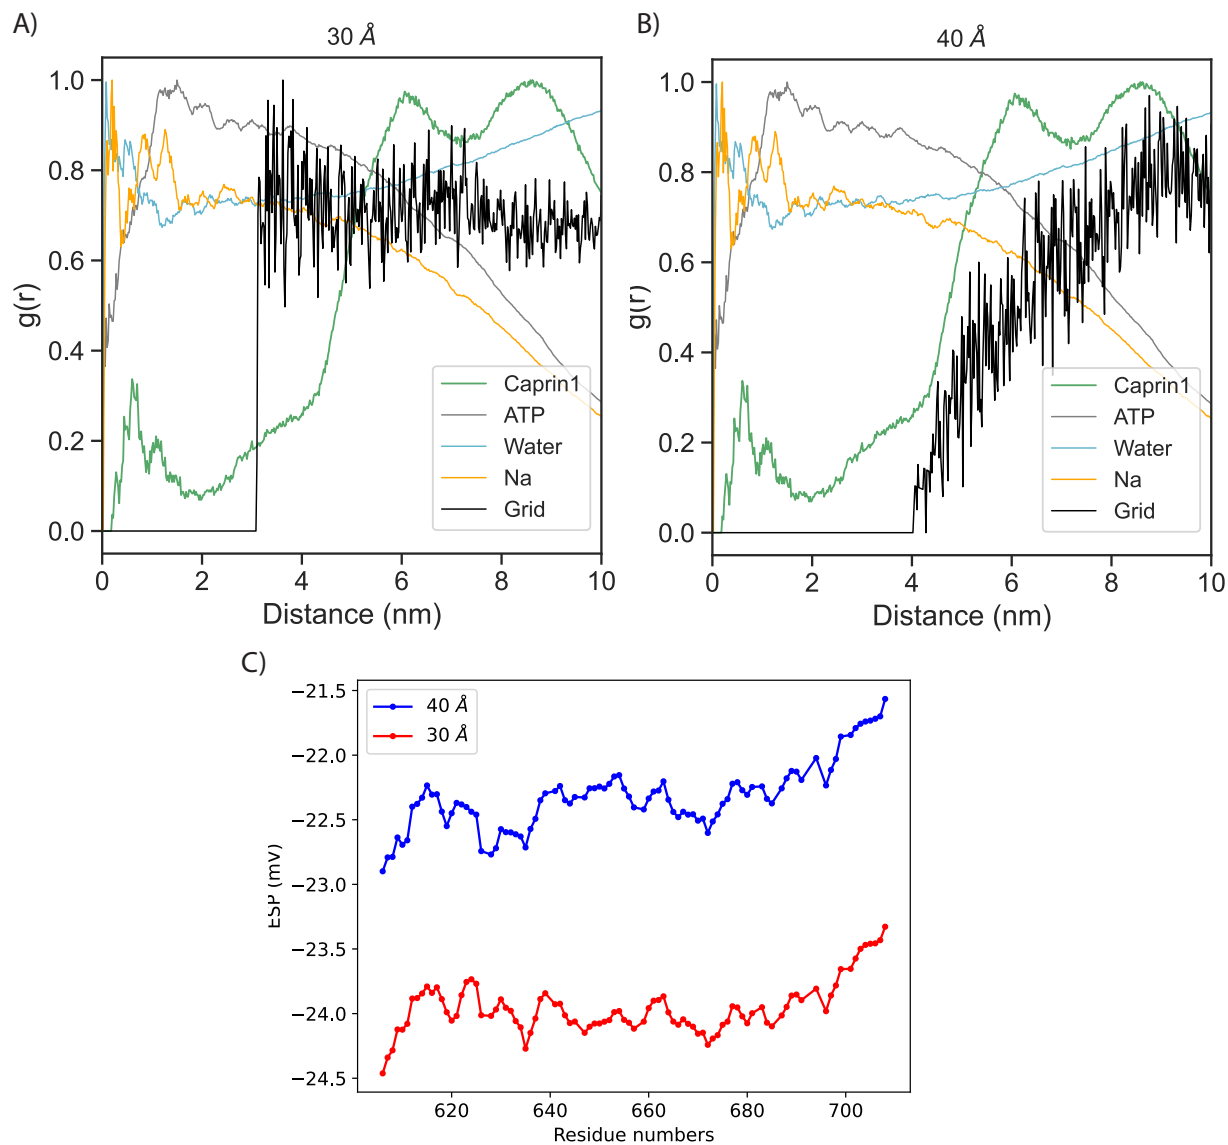 A)
30 Å
1.0
0.8
0.6
0.4
0.2
0.0
g(r)
Caprin1
ATP
Water
Na
Grid
0 2 4 6 8 10
Distance (nm)
B)
40 Å
1.0
0.8
0.6
0.4
0.2
0.0
g(r)
Caprin1
ATP
Water
Na
Grid
0 2 4 6 8 10
Distance (nm)
C)
40 Å
30 Å
−21.5
−22.0
−22.5
−23.0
−23.5
−24.0
−24.5
ESP (mv)
620 640 660 680 700
Residue numbers